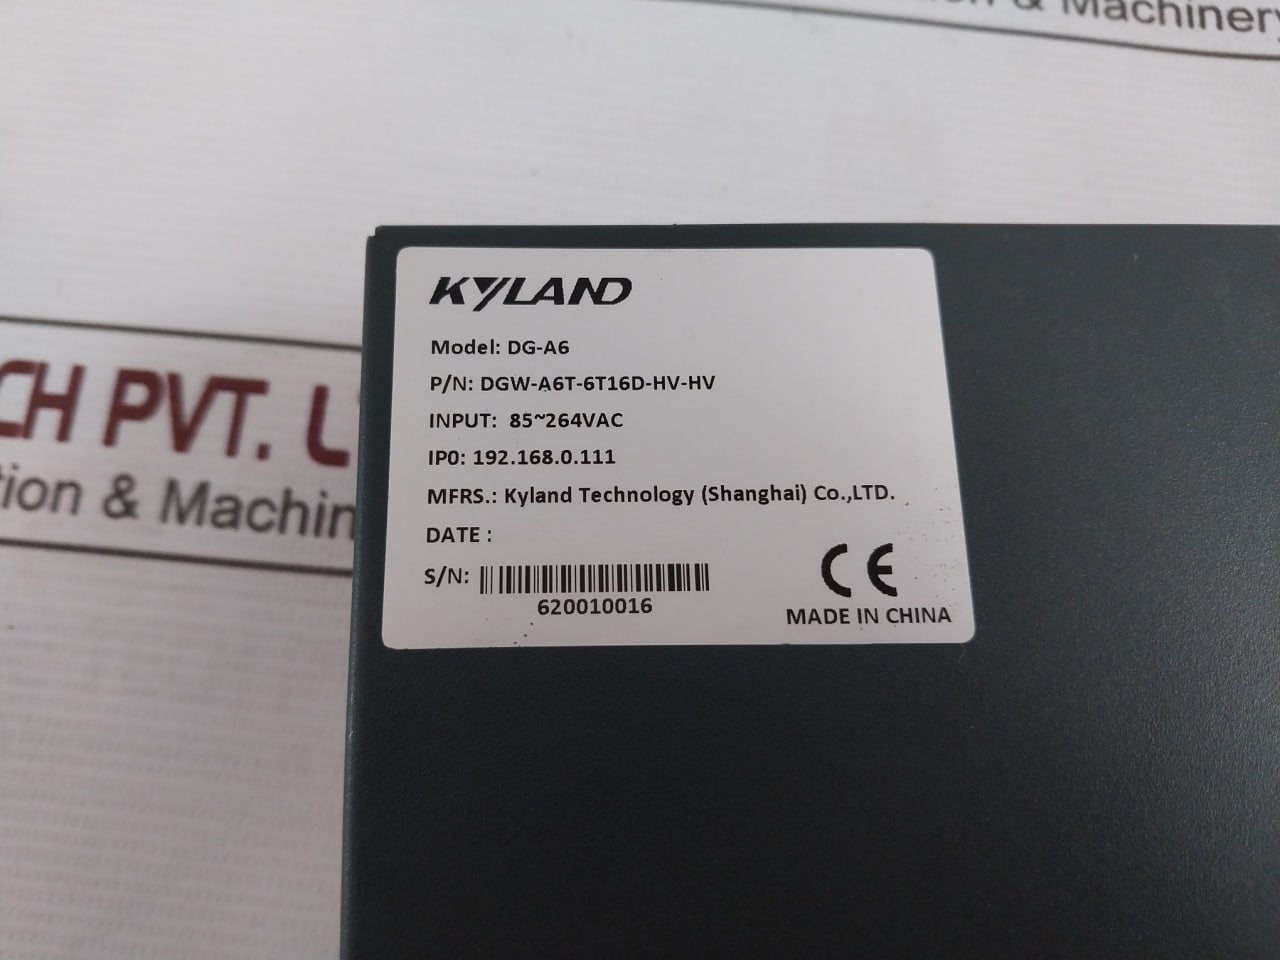 & Machinery
KYLAND
Model: DG-A6
P/N: DGW-A6T-6T16D-HV-HV
INPUT: 85~264VAC
IP0: 192.168.0.111
MFRS.: Kyland Technology (Shanghai) Co.,LTD.
DATE :
S/N:
620010016
CE
MADE IN CHINA
CH PVT. L
tion & Machin